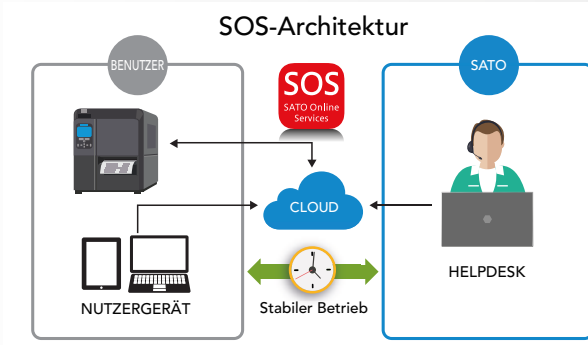 SOS-Architektur
BENUTZER
SOS
SATO Online
Services
SATO
CLOUD
NUTZERGERÄT
Stabiler Betrieb
HELPDESK